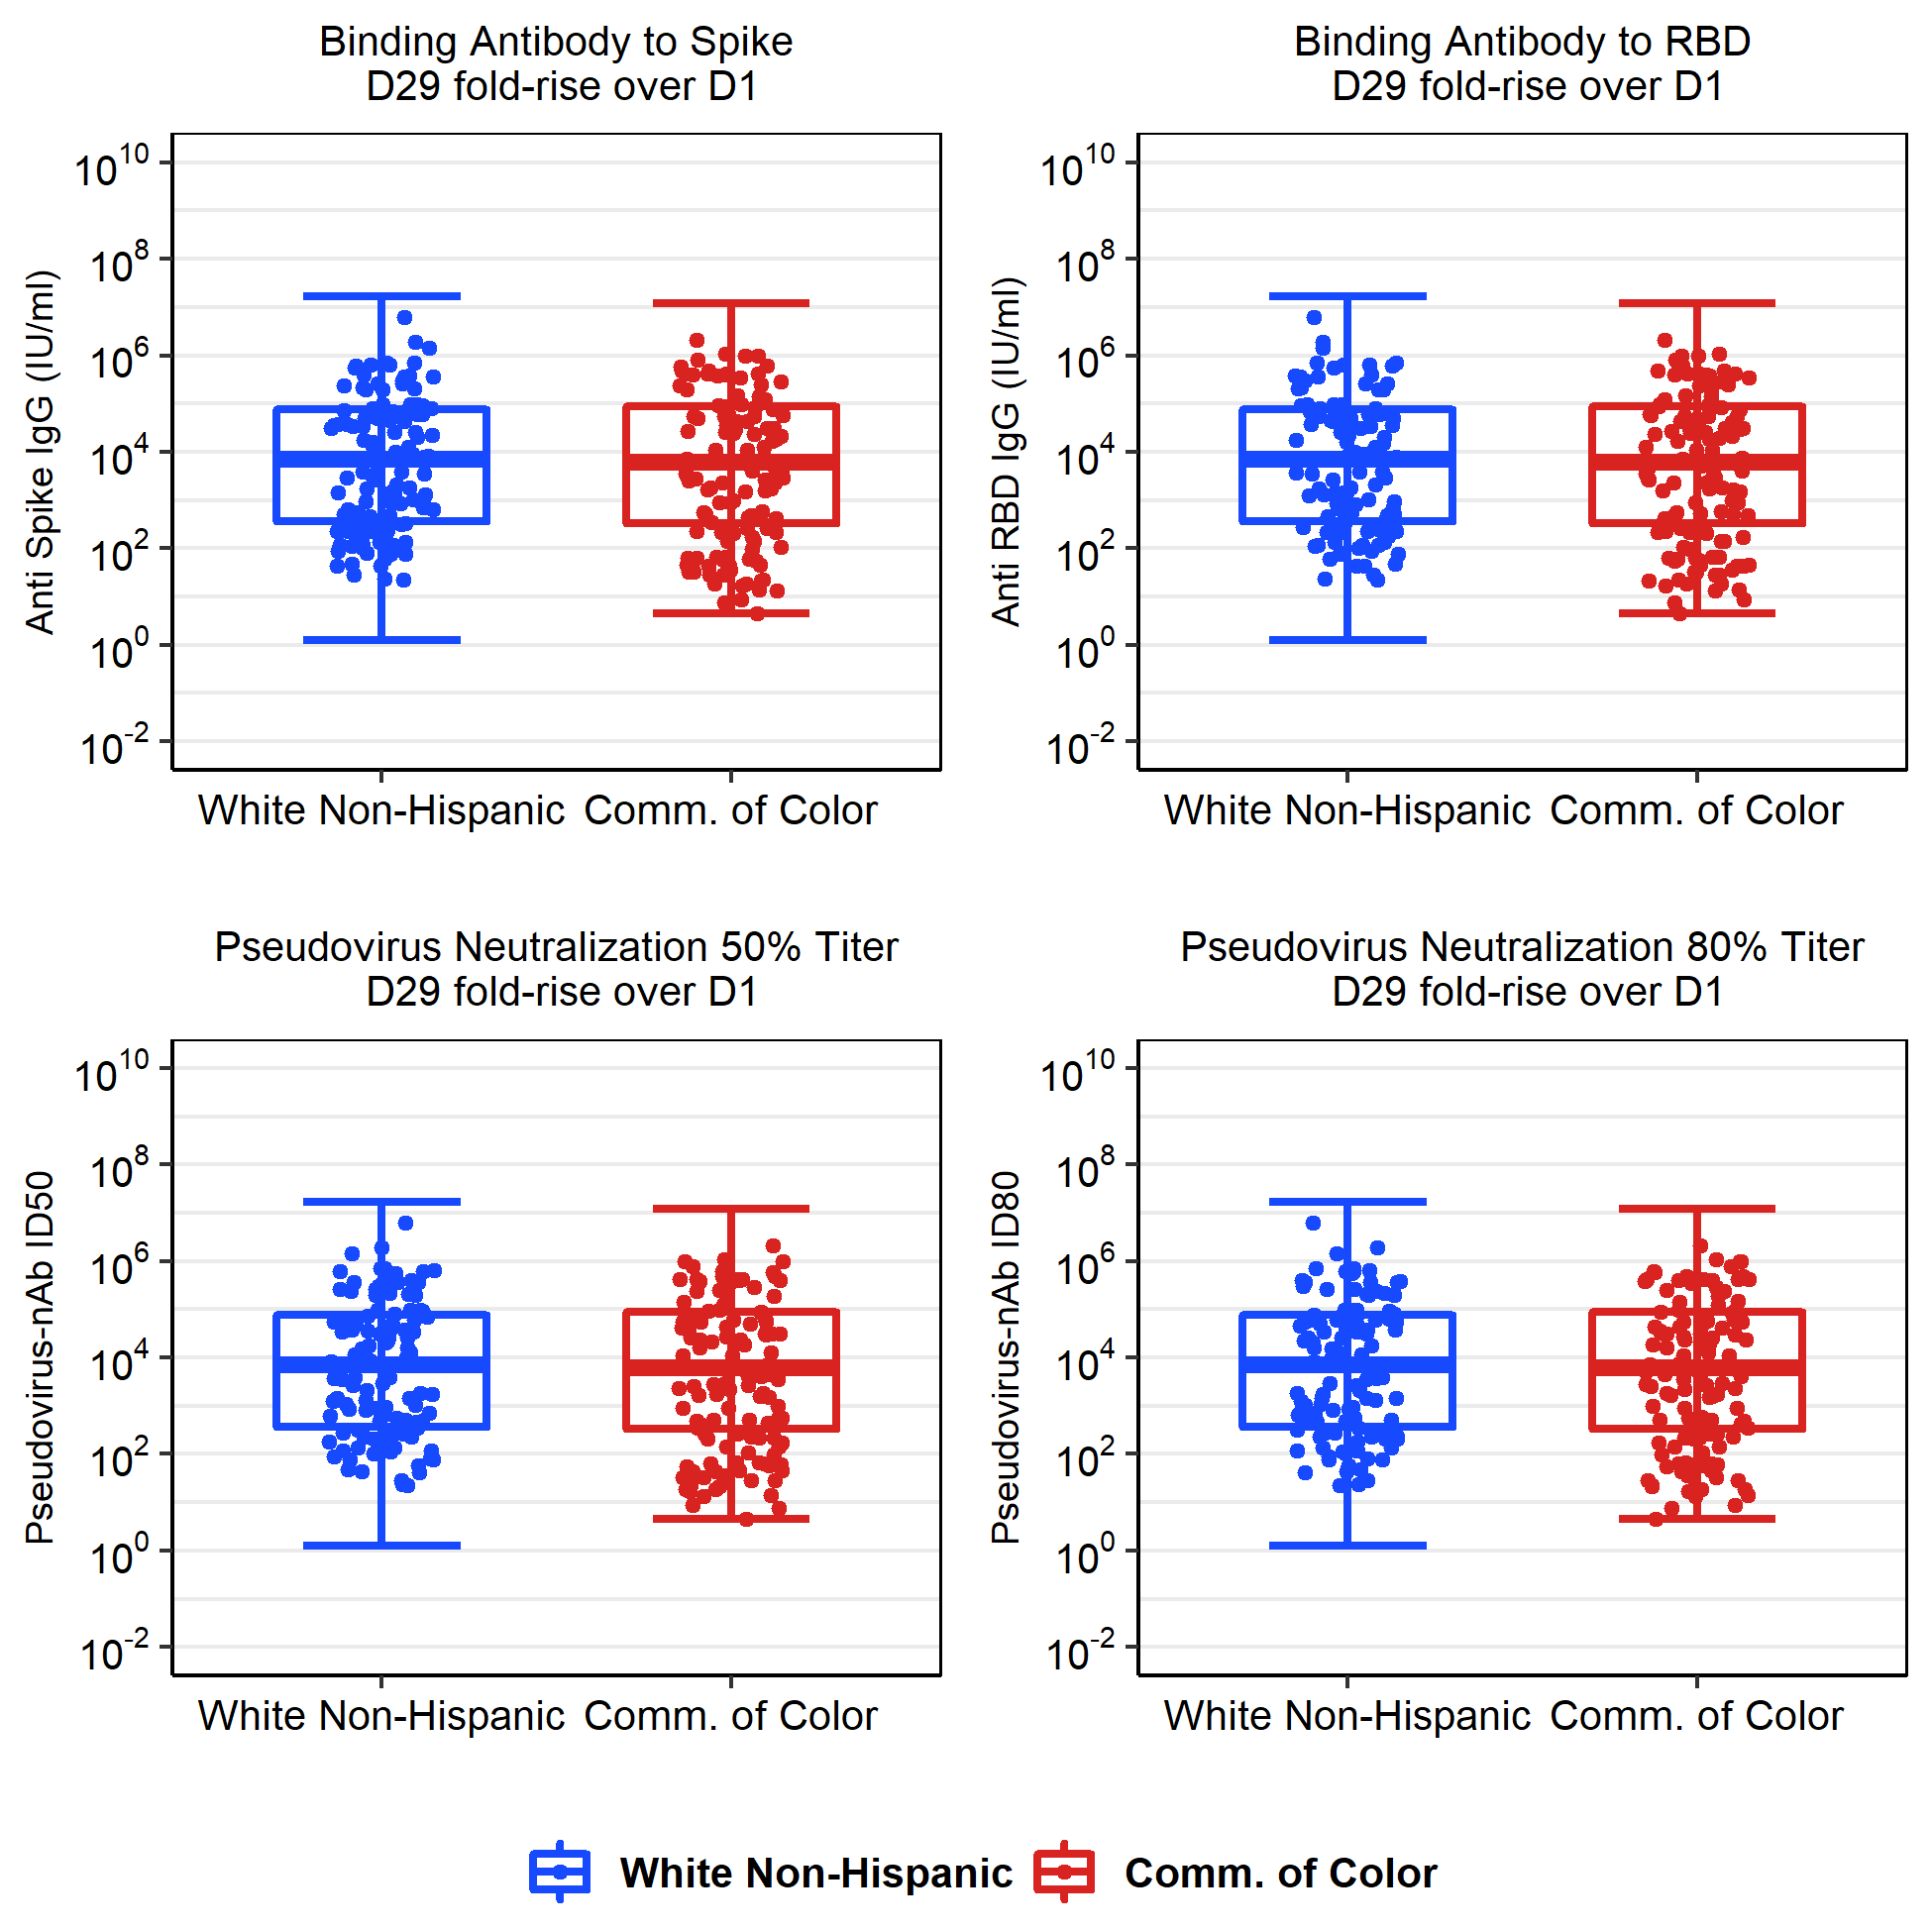 Binding Antibody to Spike
D29 fold-rise over D1
Anti Spike IgG (IU/ml)
10^10
10^8
10^6
10^4
10^2
10^0
10^-2
White Non-Hispanic Comm. of Color
Binding Antibody to RBD
D29 fold-rise over D1
Anti RBD IgG (IU/ml)
10^10
10^8
10^6
10^4
10^2
10^0
10^-2
White Non-Hispanic Comm. of Color
Pseudovirus Neutralization 50% Titer
D29 fold-rise over D1
Pseudovirus-nAb ID50
10^10
10^8
10^6
10^4
10^2
10^0
10^-2
White Non-Hispanic Comm. of Color
Pseudovirus Neutralization 80% Titer
D29 fold-rise over D1
Pseudovirus-nAb ID80
10^10
10^8
10^6
10^4
10^2
10^0
10^-2
White Non-Hispanic Comm. of Color
White Non-Hispanic Comm. of Color